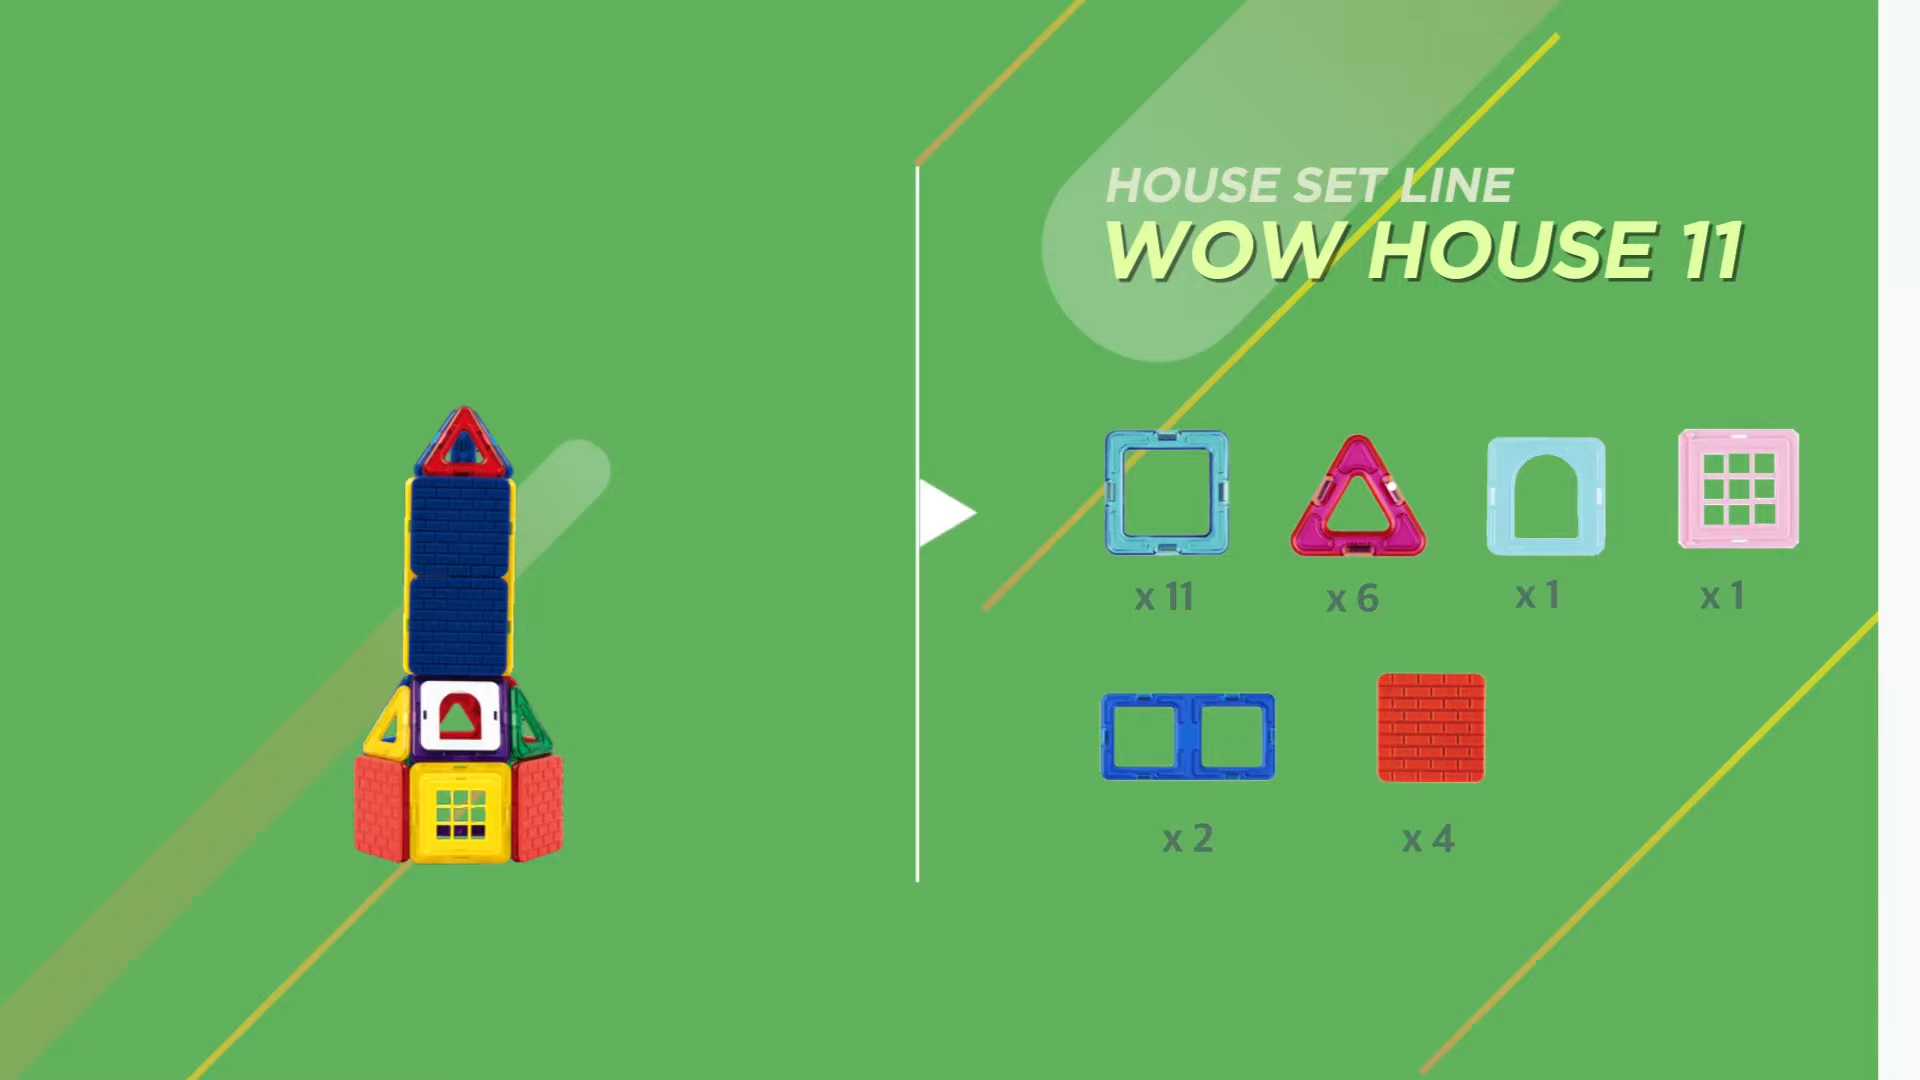 HOUSE SET LINE
WOW HOUSE 11
x 11
x 6
x 1
x 1
x 2
x 4